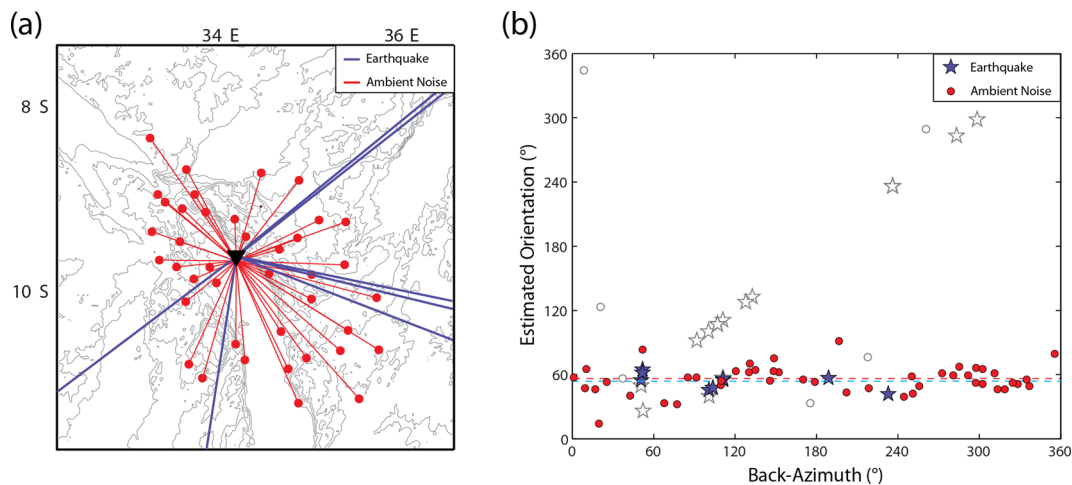 (a)
34 E
36 E
Earthquake
Ambient Noise
8 S
10 S
(b)
360
300
240
180
120
60
0
Estimated Orientation (°)
Earthquake
Ambient Noise
0
60
120
180
240
300
360
Back-Azimuth (°)